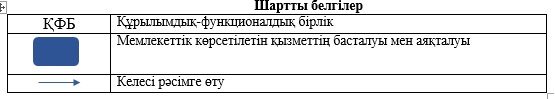 Шартты белгілер
ҚФБ Құрылымдық-функционалдық бірлік
Мемлекеттік көрсетілетін қызметтің басталуы мен аяқталуы
Келесі рәсімге өту